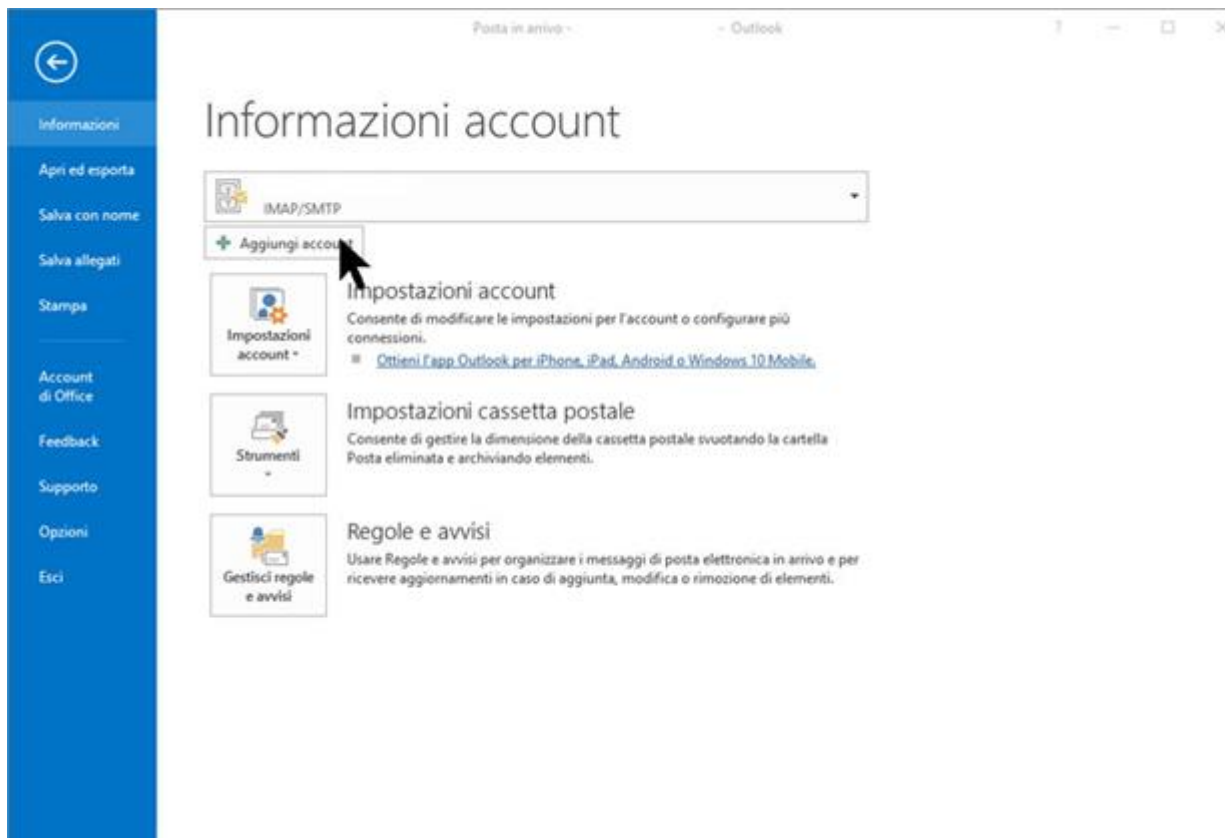 Posta in arrivo - - Outlook ?
Informazioni
Apri ed esporta
Salva con nome
Salva allegati
Stampa
Account
di Office
Feedback
Supporto
Opzioni
Esci
Informazioni account
IMAP/SMTP
Aggiungi account
Impostazioni
account
Impostazioni account
Consente di modificare le impostazioni per l'account o configurare più
connessioni.
Ottieni l'app Outlook per iPhone, iPad, Android o Windows 10 Mobile.
Strumenti
Impostazioni cassetta postale
Consente di gestire la dimensione della cassetta postale svuotando la cartella
Posta eliminata e archiviando elementi.
Gestisci regole
e avvisi
Regole e avvisi
Usare Regole e avvisi per organizzare i messaggi di posta elettronica in arrivo e per
ricevere aggiornamenti in caso di aggiunta, modifica o rimozione di elementi.